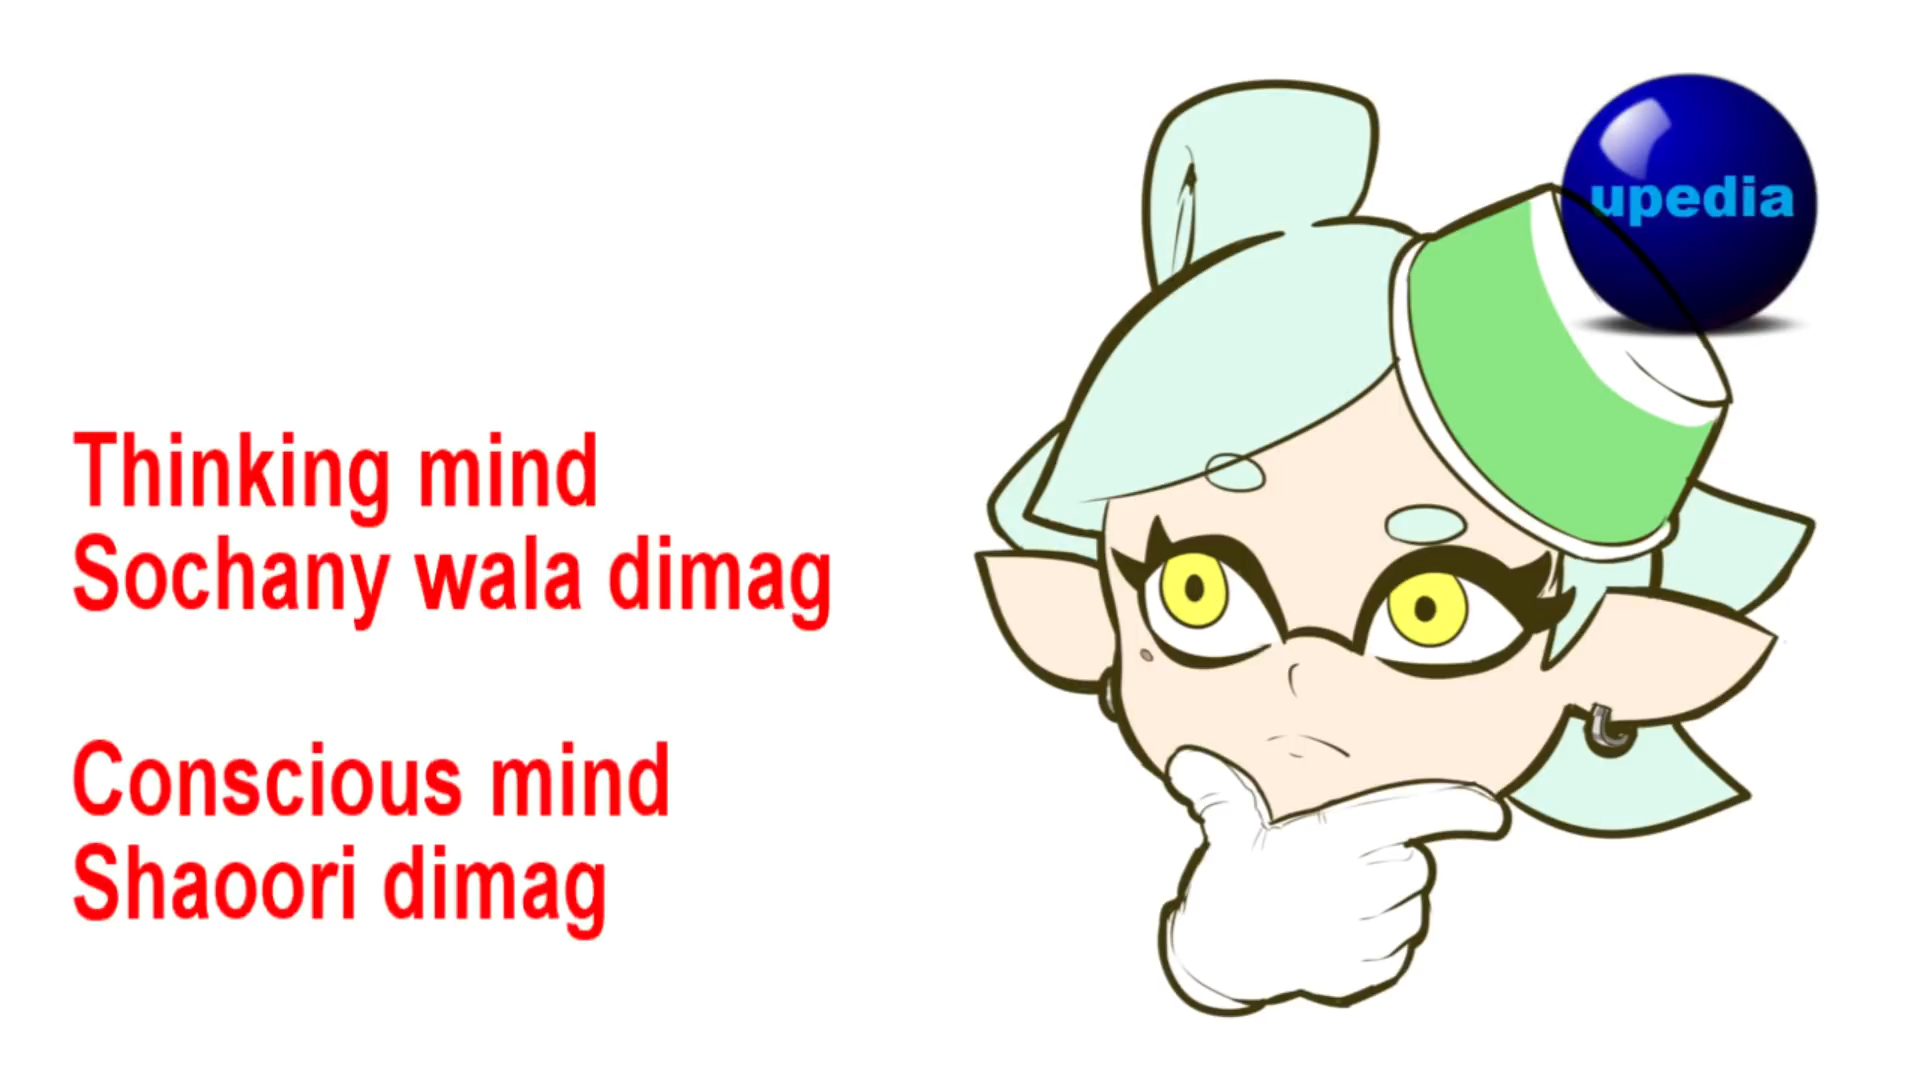 upedia
Thinking mind
Sochany wala dimag
Conscious mind
Shaoori dimag